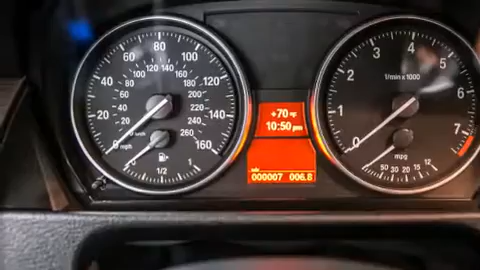 20 40 60 80 100 120 140 160
mph
km/h
20 40 60 80 100 120 140 160 180 200 220 240 260
0 1/2 1
+70 °F
10:50 pm
mls
000007 006.8
0 1 2 3 4 5 6 7
1/min x 1000
mpg
50 30 20 15 12